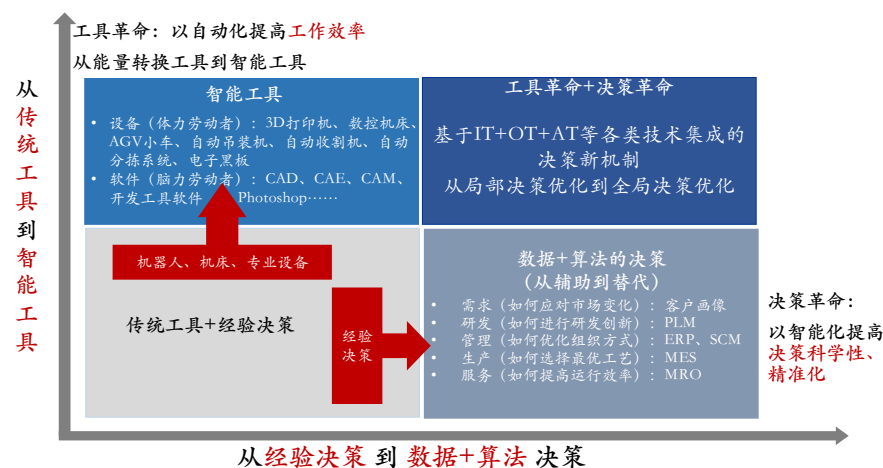 工具革命：以自动化提高工作效率
从能量转换工具到智能工具
从传统工具到智能工具
智能工具
• 设备（体力劳动者）：3D打印机、数控机床、
AGV小车、自动吊装机、自动收割机、自动
分拣系统、电子黑板
• 软件（脑力劳动者）：CAD、CAE、CAM、
开发工具软件 Photoshop……
工具革命+决策革命
基于IT+OT+AT等各类技术集成的
决策新机制
从局部决策优化到全局决策优化
机器人、机床、专业设备
传统工具+经验决策
经验
决策
数据+算法的决策
（从辅助到替代）
• 需求（如何应对市场变化）：客户画像
• 研发（如何进行研发创新）：PLM
• 管理（如何优化组织方式）：ERP、SCM
• 生产（如何选择最优工艺）：MES
• 服务（如何提高运行效率）：MRO
决策革命：
以智能化提高
决策科学性、
精准化
从经验决策 到 数据+算法 决策